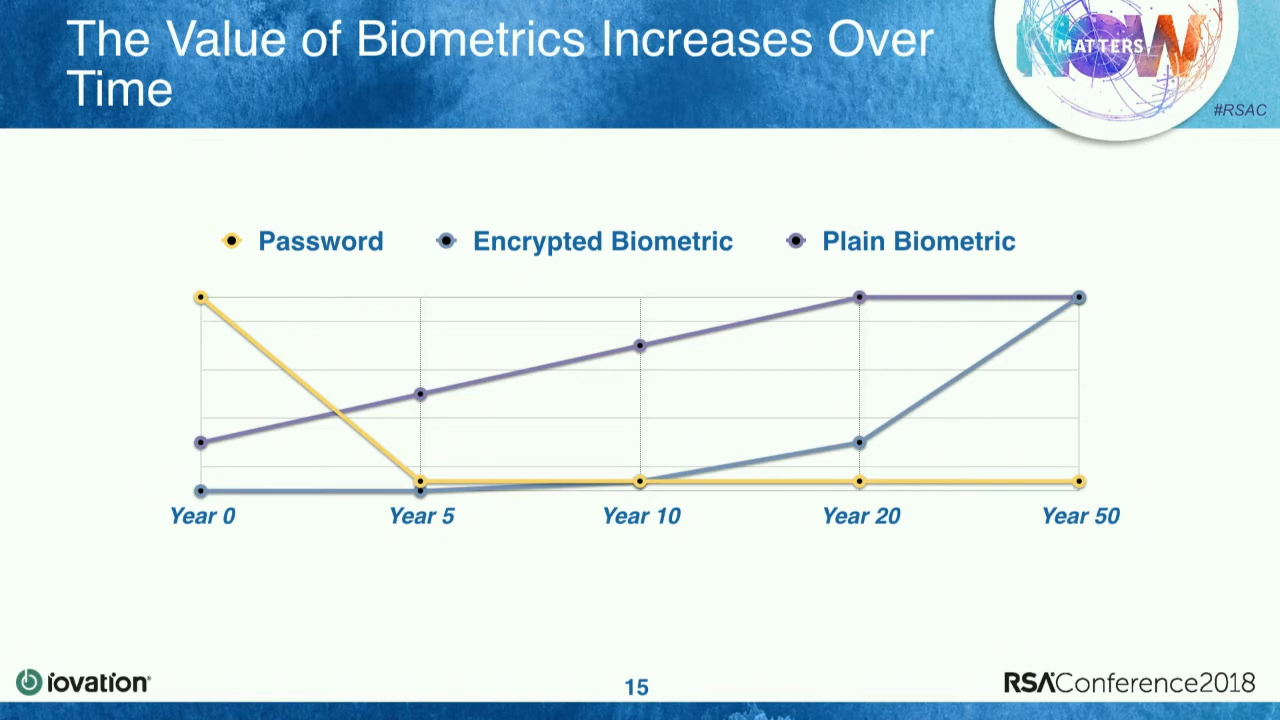 The Value of Biometrics Increases Over
Time
NOW
MATTERS
#RSAC
Password
Encrypted Biometric
Plain Biometric
Year 0
Year 5
Year 10
Year 20
Year 50
iovation
15
RSAConference2018